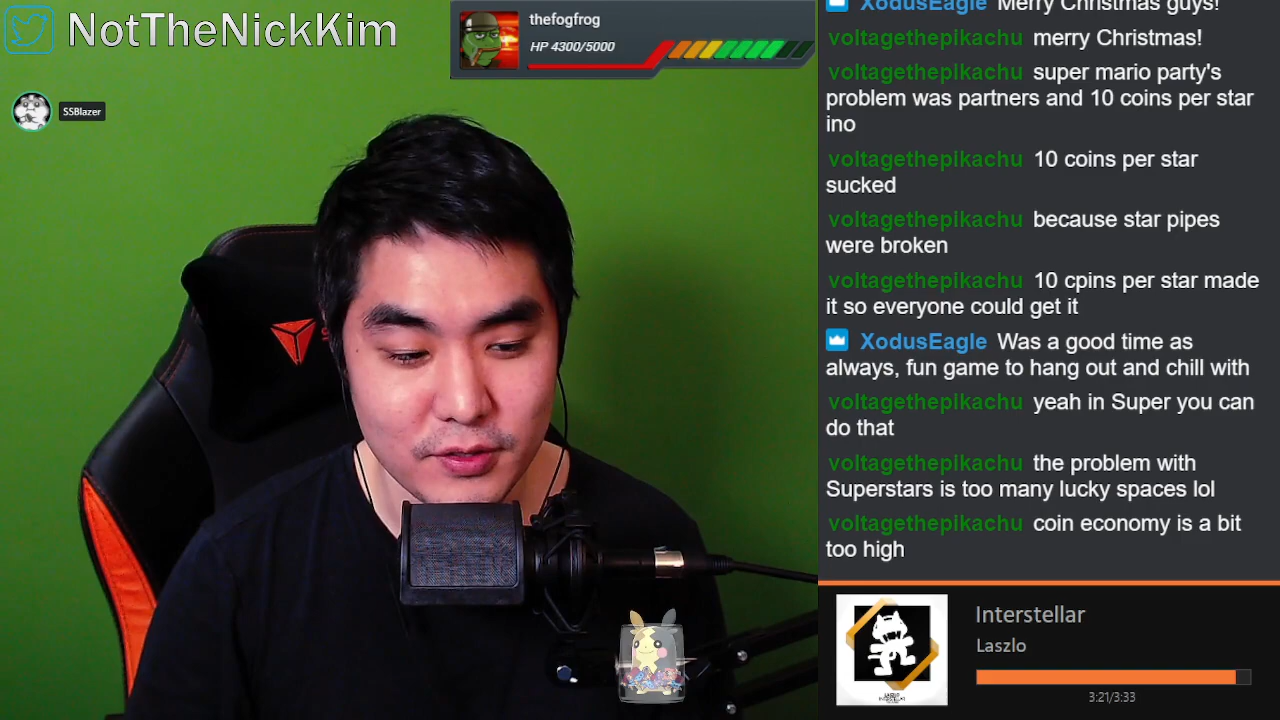 NotTheNickKim
thefogfrog
HP 4300/5000
SSBlazer
XodusEagle Merry Christmas guys!
voltagethepikachu merry Christmas!
voltagethepikachu super mario party's
problem was partners and 10 coins per star
ino
voltagethepikachu 10 coins per star
sucked
voltagethepikachu because star pipes
were broken
voltagethepikachu 10 cpins per star made
it so everyone could get it
XodusEagle Was a good time as
always, fun game to hang out and chill with
voltagethepikachu yeah in Super you can
do that
voltagethepikachu the problem with
Superstars is too many lucky spaces lol
voltagethepikachu coin economy is a bit
too high
Interstellar
Laszlo
3:21/3:33